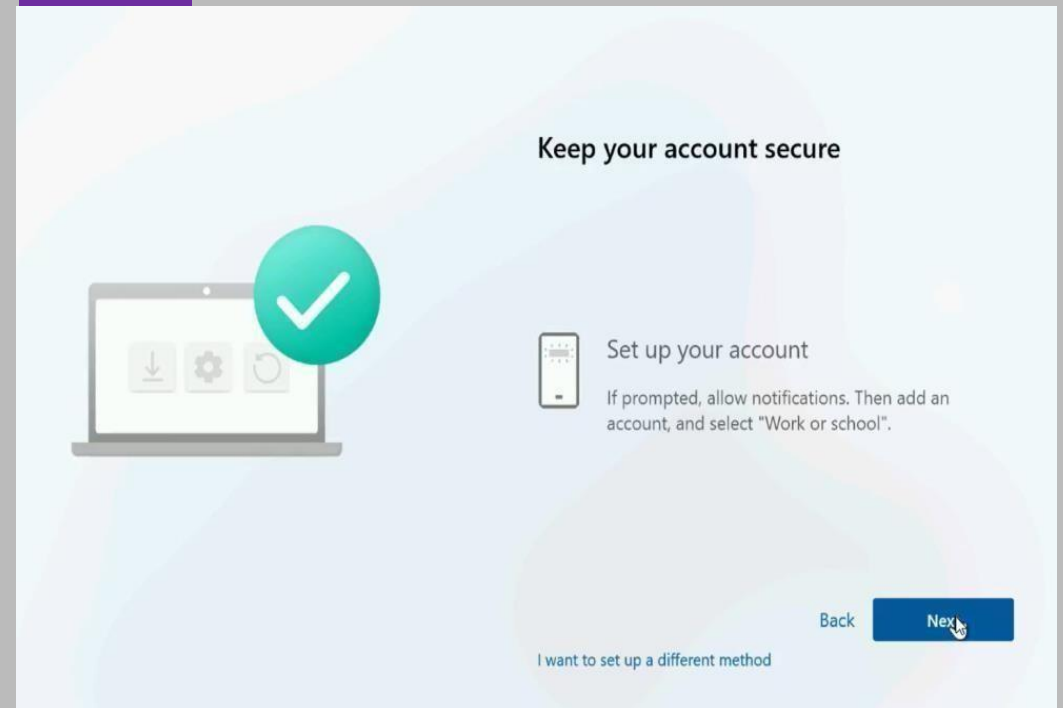 Keep your account secure
Set up your account
If prompted, allow notifications. Then add an
account, and select "Work or school".
Back
I want to set up a different method